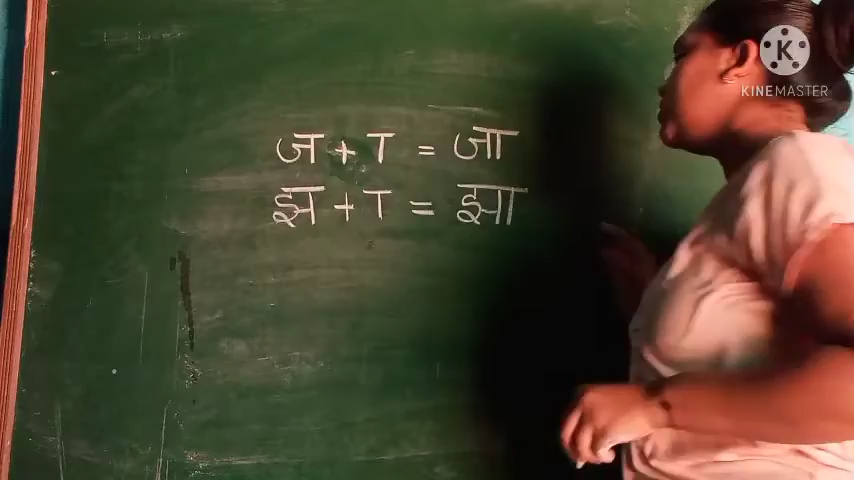 K
KINEMASTER
ज + ा = जा
झ + ा = झा